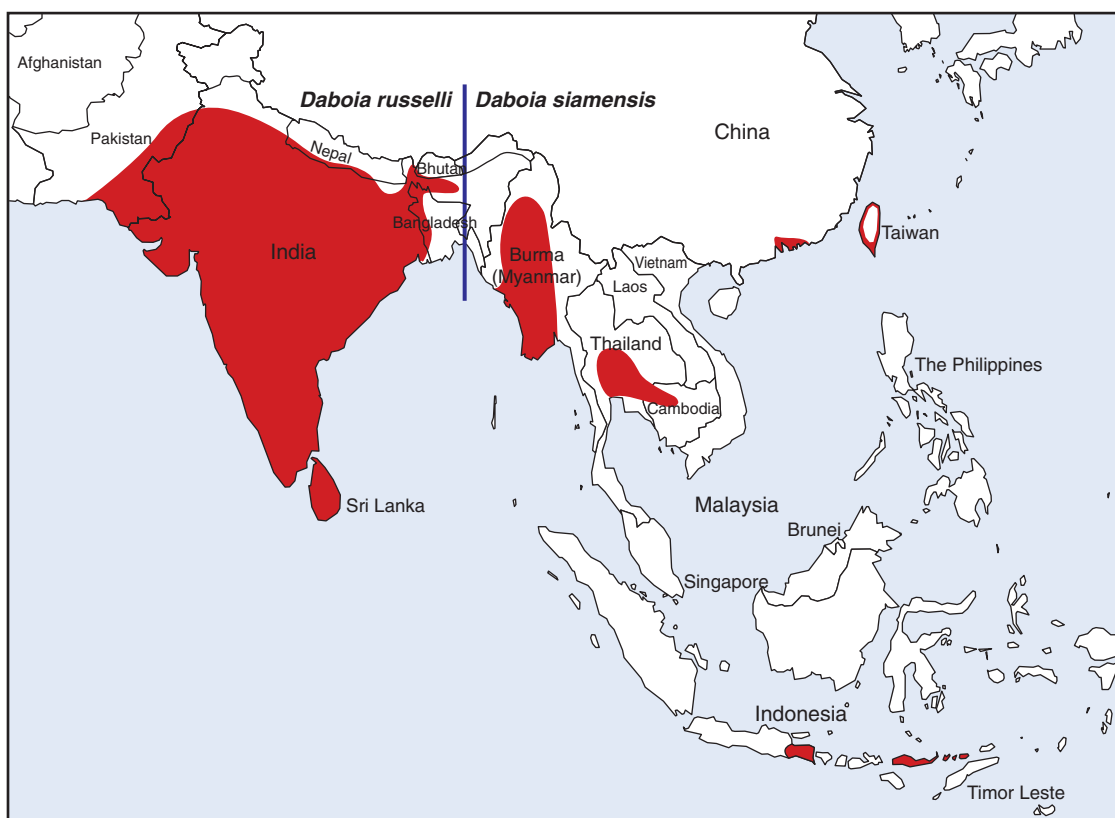 Afghanistan
Daboia russelli
Daboia siamensis
China
Pakistan
Nepal
Bhutan
Bangladesh
Taiwan
India
Burma
(Myanmar)
Vietnam
Laos
Thailand
The Philippines
Cambodia
Sri Lanka
Malaysia
Brunei
Singapore
Indonesia
Timor Leste